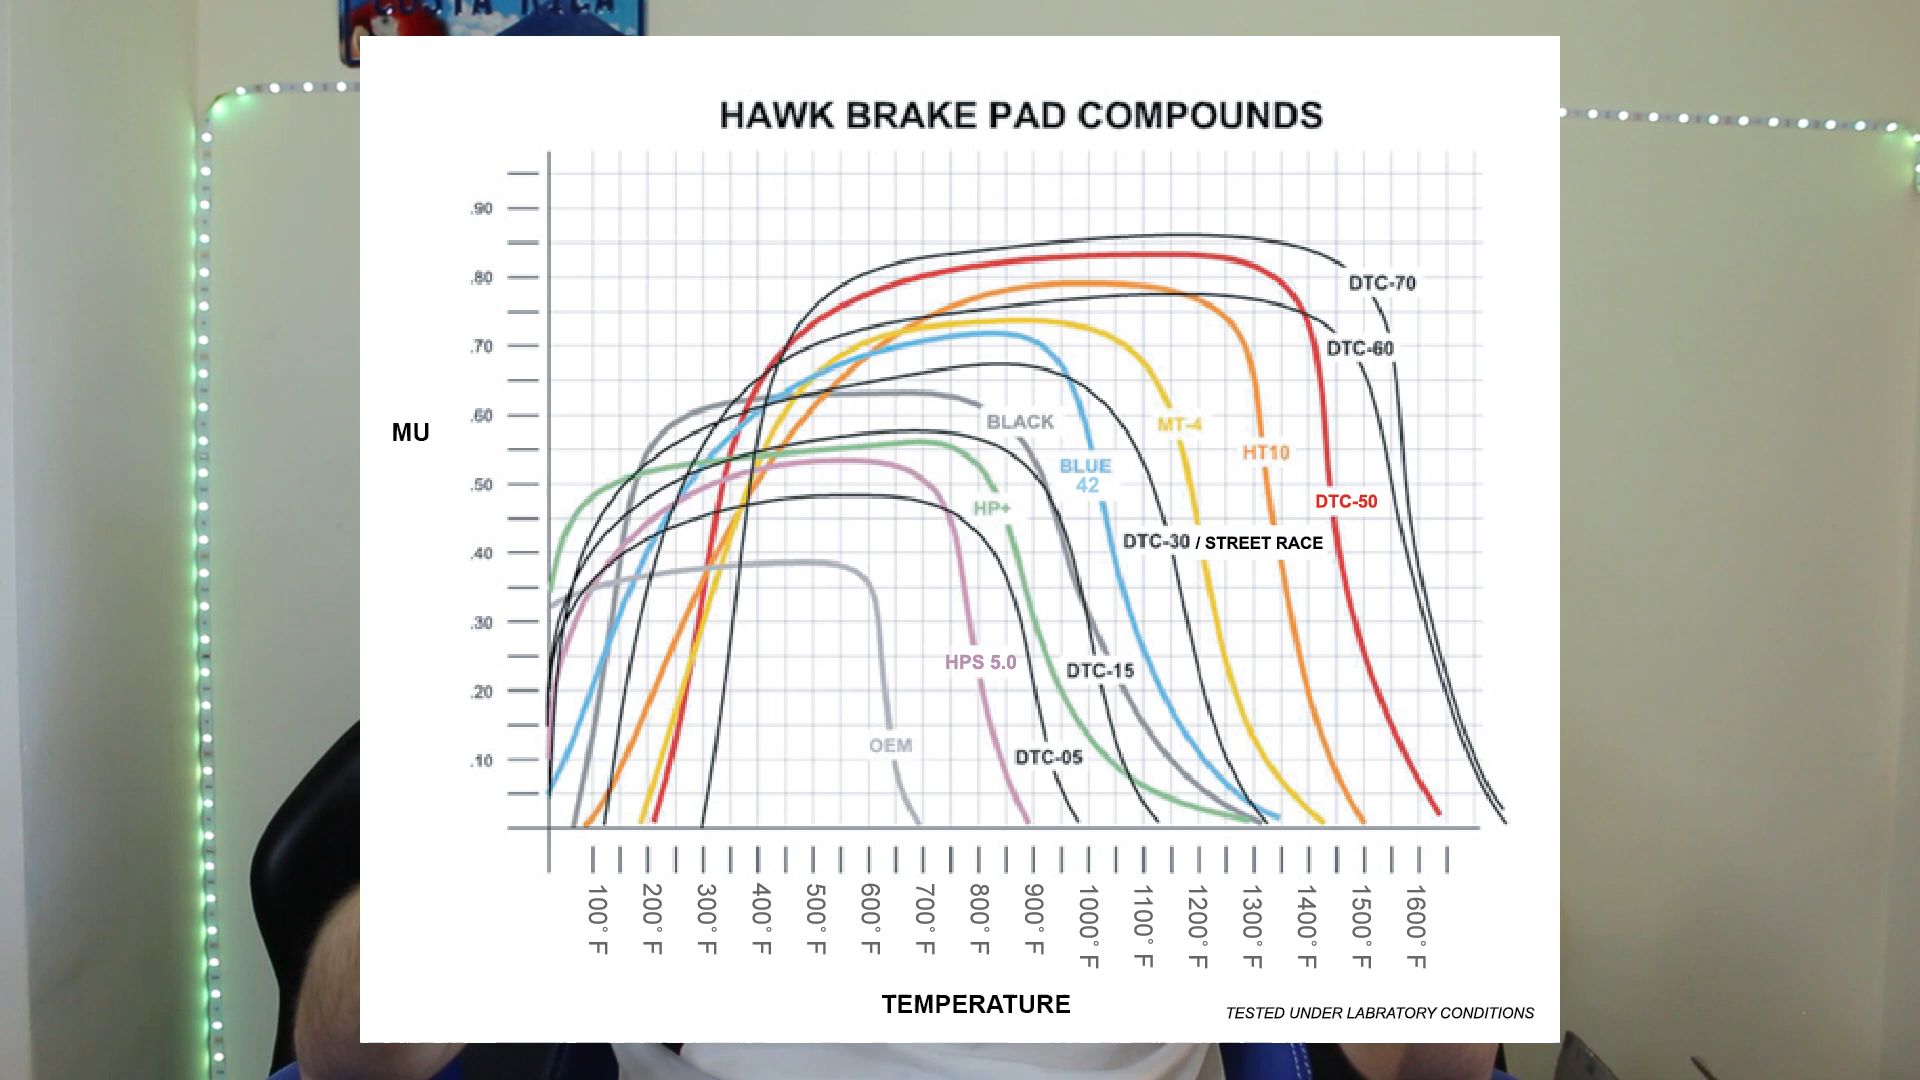 COSTA RICA
HAWK BRAKE PAD COMPOUNDS
.90
.80
.70
.60
.50
.40
.30
.20
.10
MU
DTC-70
DTC-60
BLACK
MT-4
BLUE
42
HT10
DTC-50
HP+
DTC-30 / STREET RACE
HPS 5.0
DTC-15
OEM
DTC-05
100° F
200° F
300° F
400° F
500° F
600° F
700° F
800° F
900° F
1000° F
1100° F
1200° F
1300° F
1400° F
1500° F
1600° F
TEMPERATURE
TESTED UNDER LABRATORY CONDITIONS